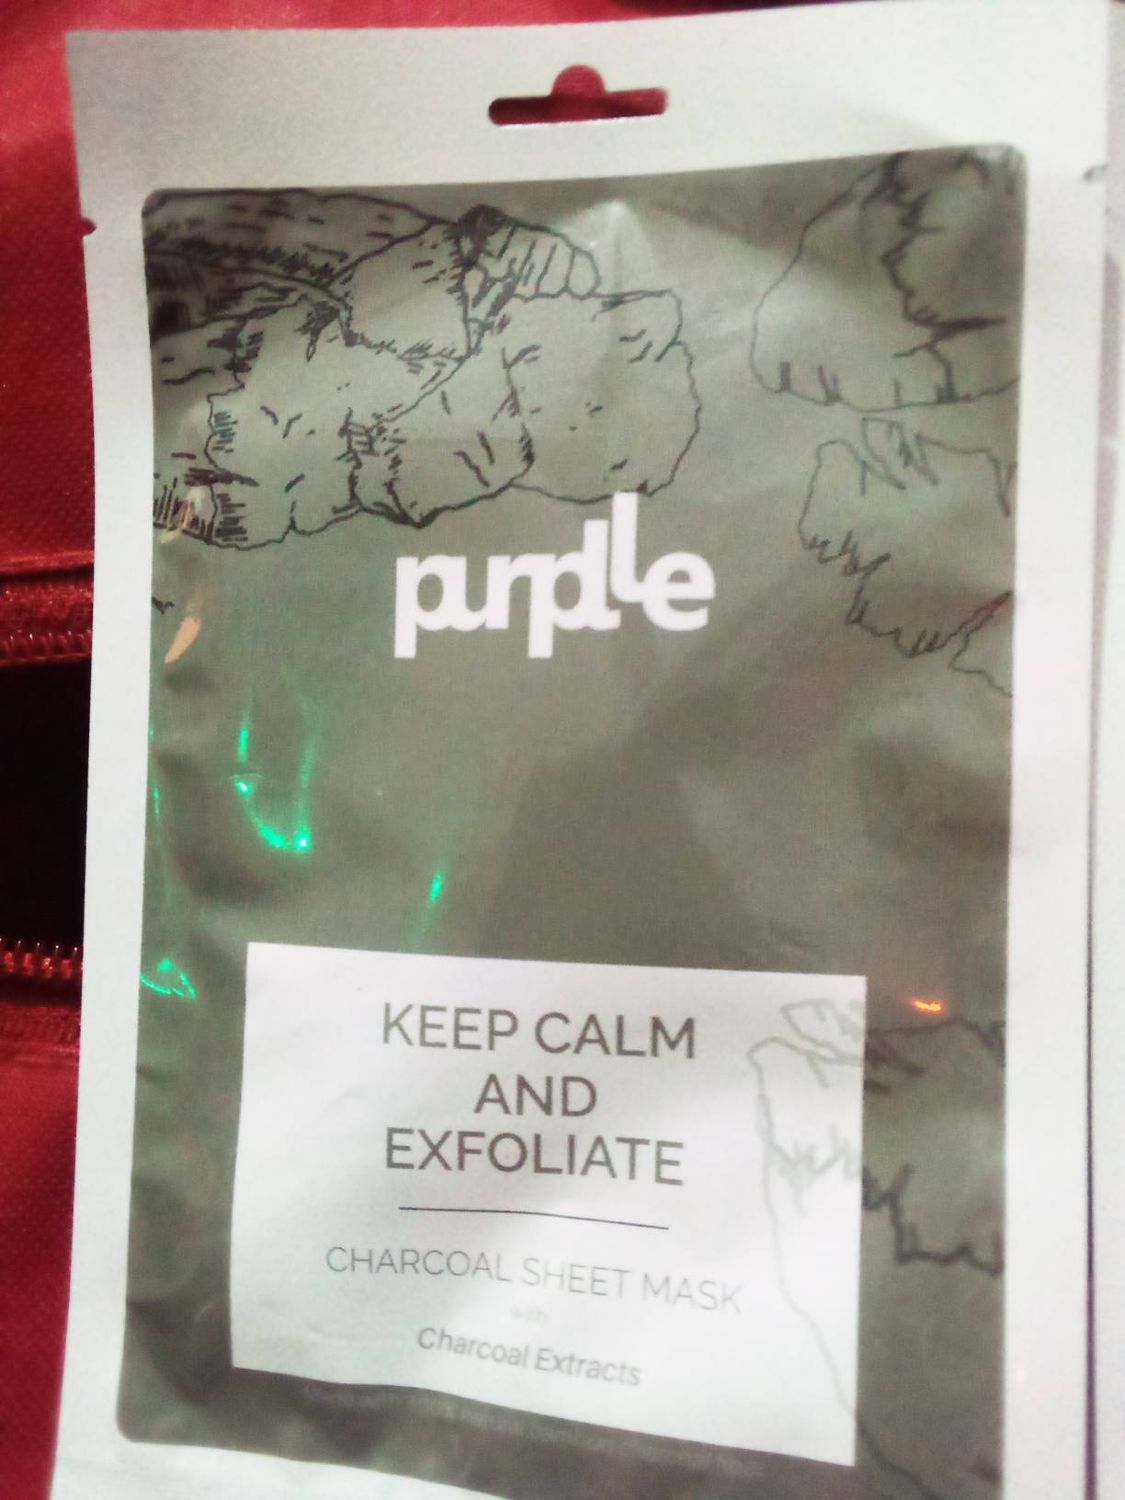 purplle
KEEP CALM
AND
EXFOLIATE
CHARCOAL SHEET MASK
with
Charcoal Extracts